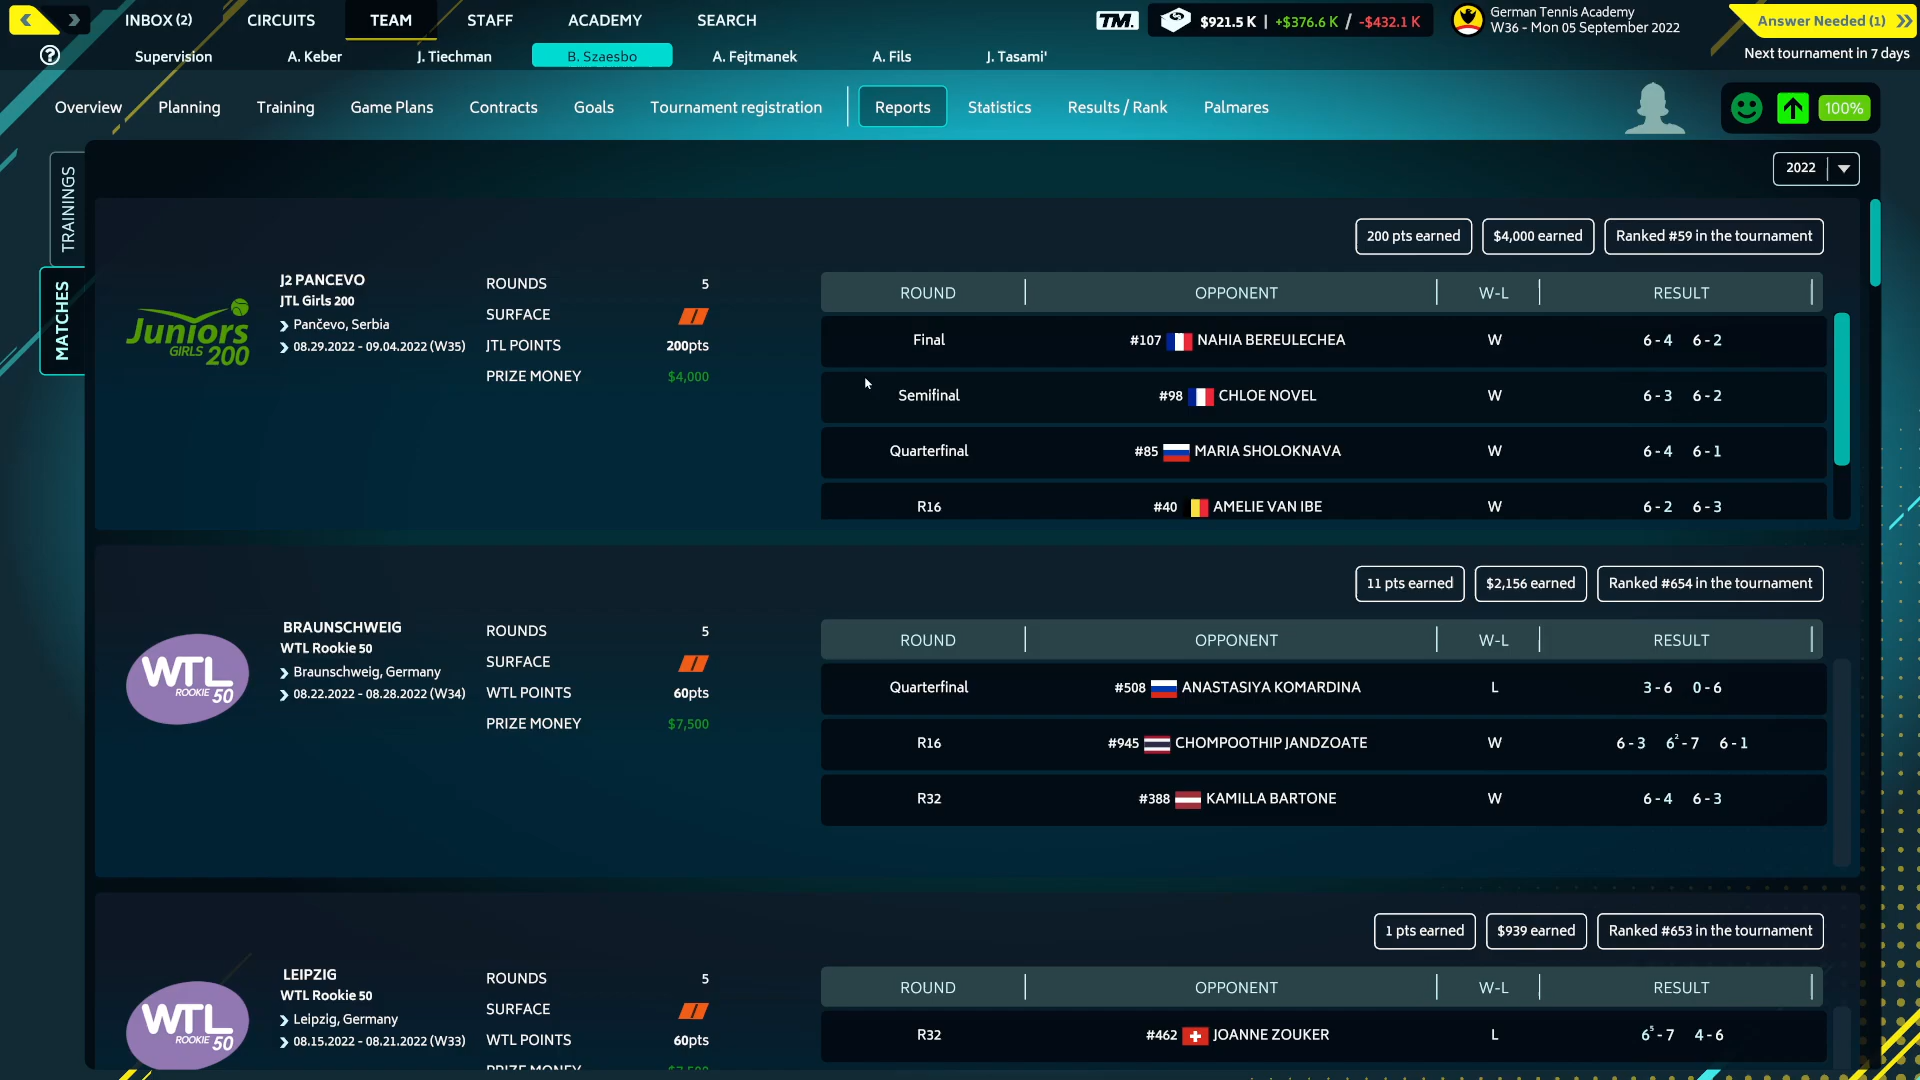 INBOX (2) CIRCUITS TEAM STAFF ACADEMY SEARCH
TM. $921.5 K | +$376.6 K / -$432.1 K
German Tennis Academy
W36 - Mon 05 September 2022
Answer Needed (1)
Next tournament in 7 days
Supervision A. Keber J. Tiechman B. Szaesbo A. Fejtmanek A. Fils J. Tasami'
Overview Planning Training Game Plans Contracts Goals Tournament registration Reports Statistics Results / Rank Palmares
100%
TRAININGS
MATCHES
2022
200 pts earned $4,000 earned Ranked #59 in the tournament
Juniors
GIRLS 200
J2 PANCEVO
JTL Girls 200
Pančevo, Serbia
08.29.2022 - 09.04.2022 (W35)
ROUNDS 5
SURFACE
JTL POINTS 200pts
PRIZE MONEY $4,000
ROUND OPPONENT W-L RESULT
Final #107 NAHIA BEREULECHEA W 6 - 4 6 - 2
Semifinal #98 CHLOE NOVEL W 6 - 3 6 - 2
Quarterfinal #85 MARIA SHOLOKNAVA W 6 - 4 6 - 1
R16 #40 AMELIE VAN IBE W 6 - 2 6 - 3
11 pts earned $2,156 earned Ranked #654 in the tournament
WTL
ROOKIE 50
BRAUNSCHWEIG
WTL Rookie 50
Braunschweig, Germany
08.22.2022 - 08.28.2022 (W34)
ROUNDS 5
SURFACE
WTL POINTS 60pts
PRIZE MONEY $7,500
ROUND OPPONENT W-L RESULT
Quarterfinal #508 ANASTASIYA KOMARDINA L 3 - 6 0 - 6
R16 #945 CHOMPOOTHIP JANDZOATE W 6 - 3 6² - 7 6 - 1
R32 #388 KAMILLA BARTONE W 6 - 4 6 - 3
1 pts earned $939 earned Ranked #653 in the tournament
WTL
ROOKIE 50
LEIPZIG
WTL Rookie 50
Leipzig, Germany
08.15.2022 - 08.21.2022 (W33)
ROUNDS 5
SURFACE
WTL POINTS 60pts
PRIZE MONEY $7,500
ROUND OPPONENT W-L RESULT
R32 #462 JOANNE ZOUKER L 6⁵ - 7 4 - 6